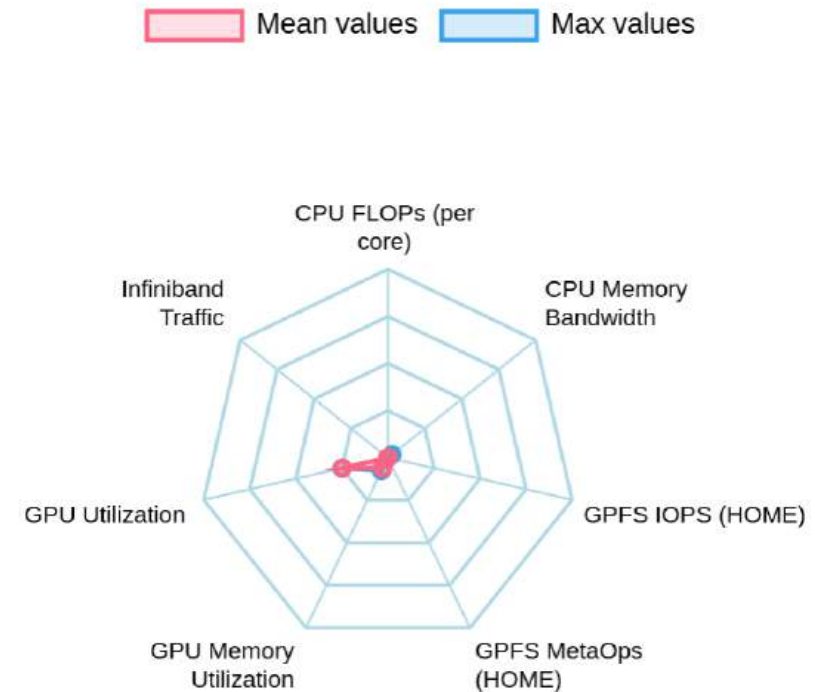 Mean values
Max values
CPU FLOPs (per
core)
Infiniband
Traffic
CPU Memory
Bandwidth
GPU Utilization
GPFS IOPS (HOME)
GPU Memory
Utilization
GPFS MetaOps
(HOME)